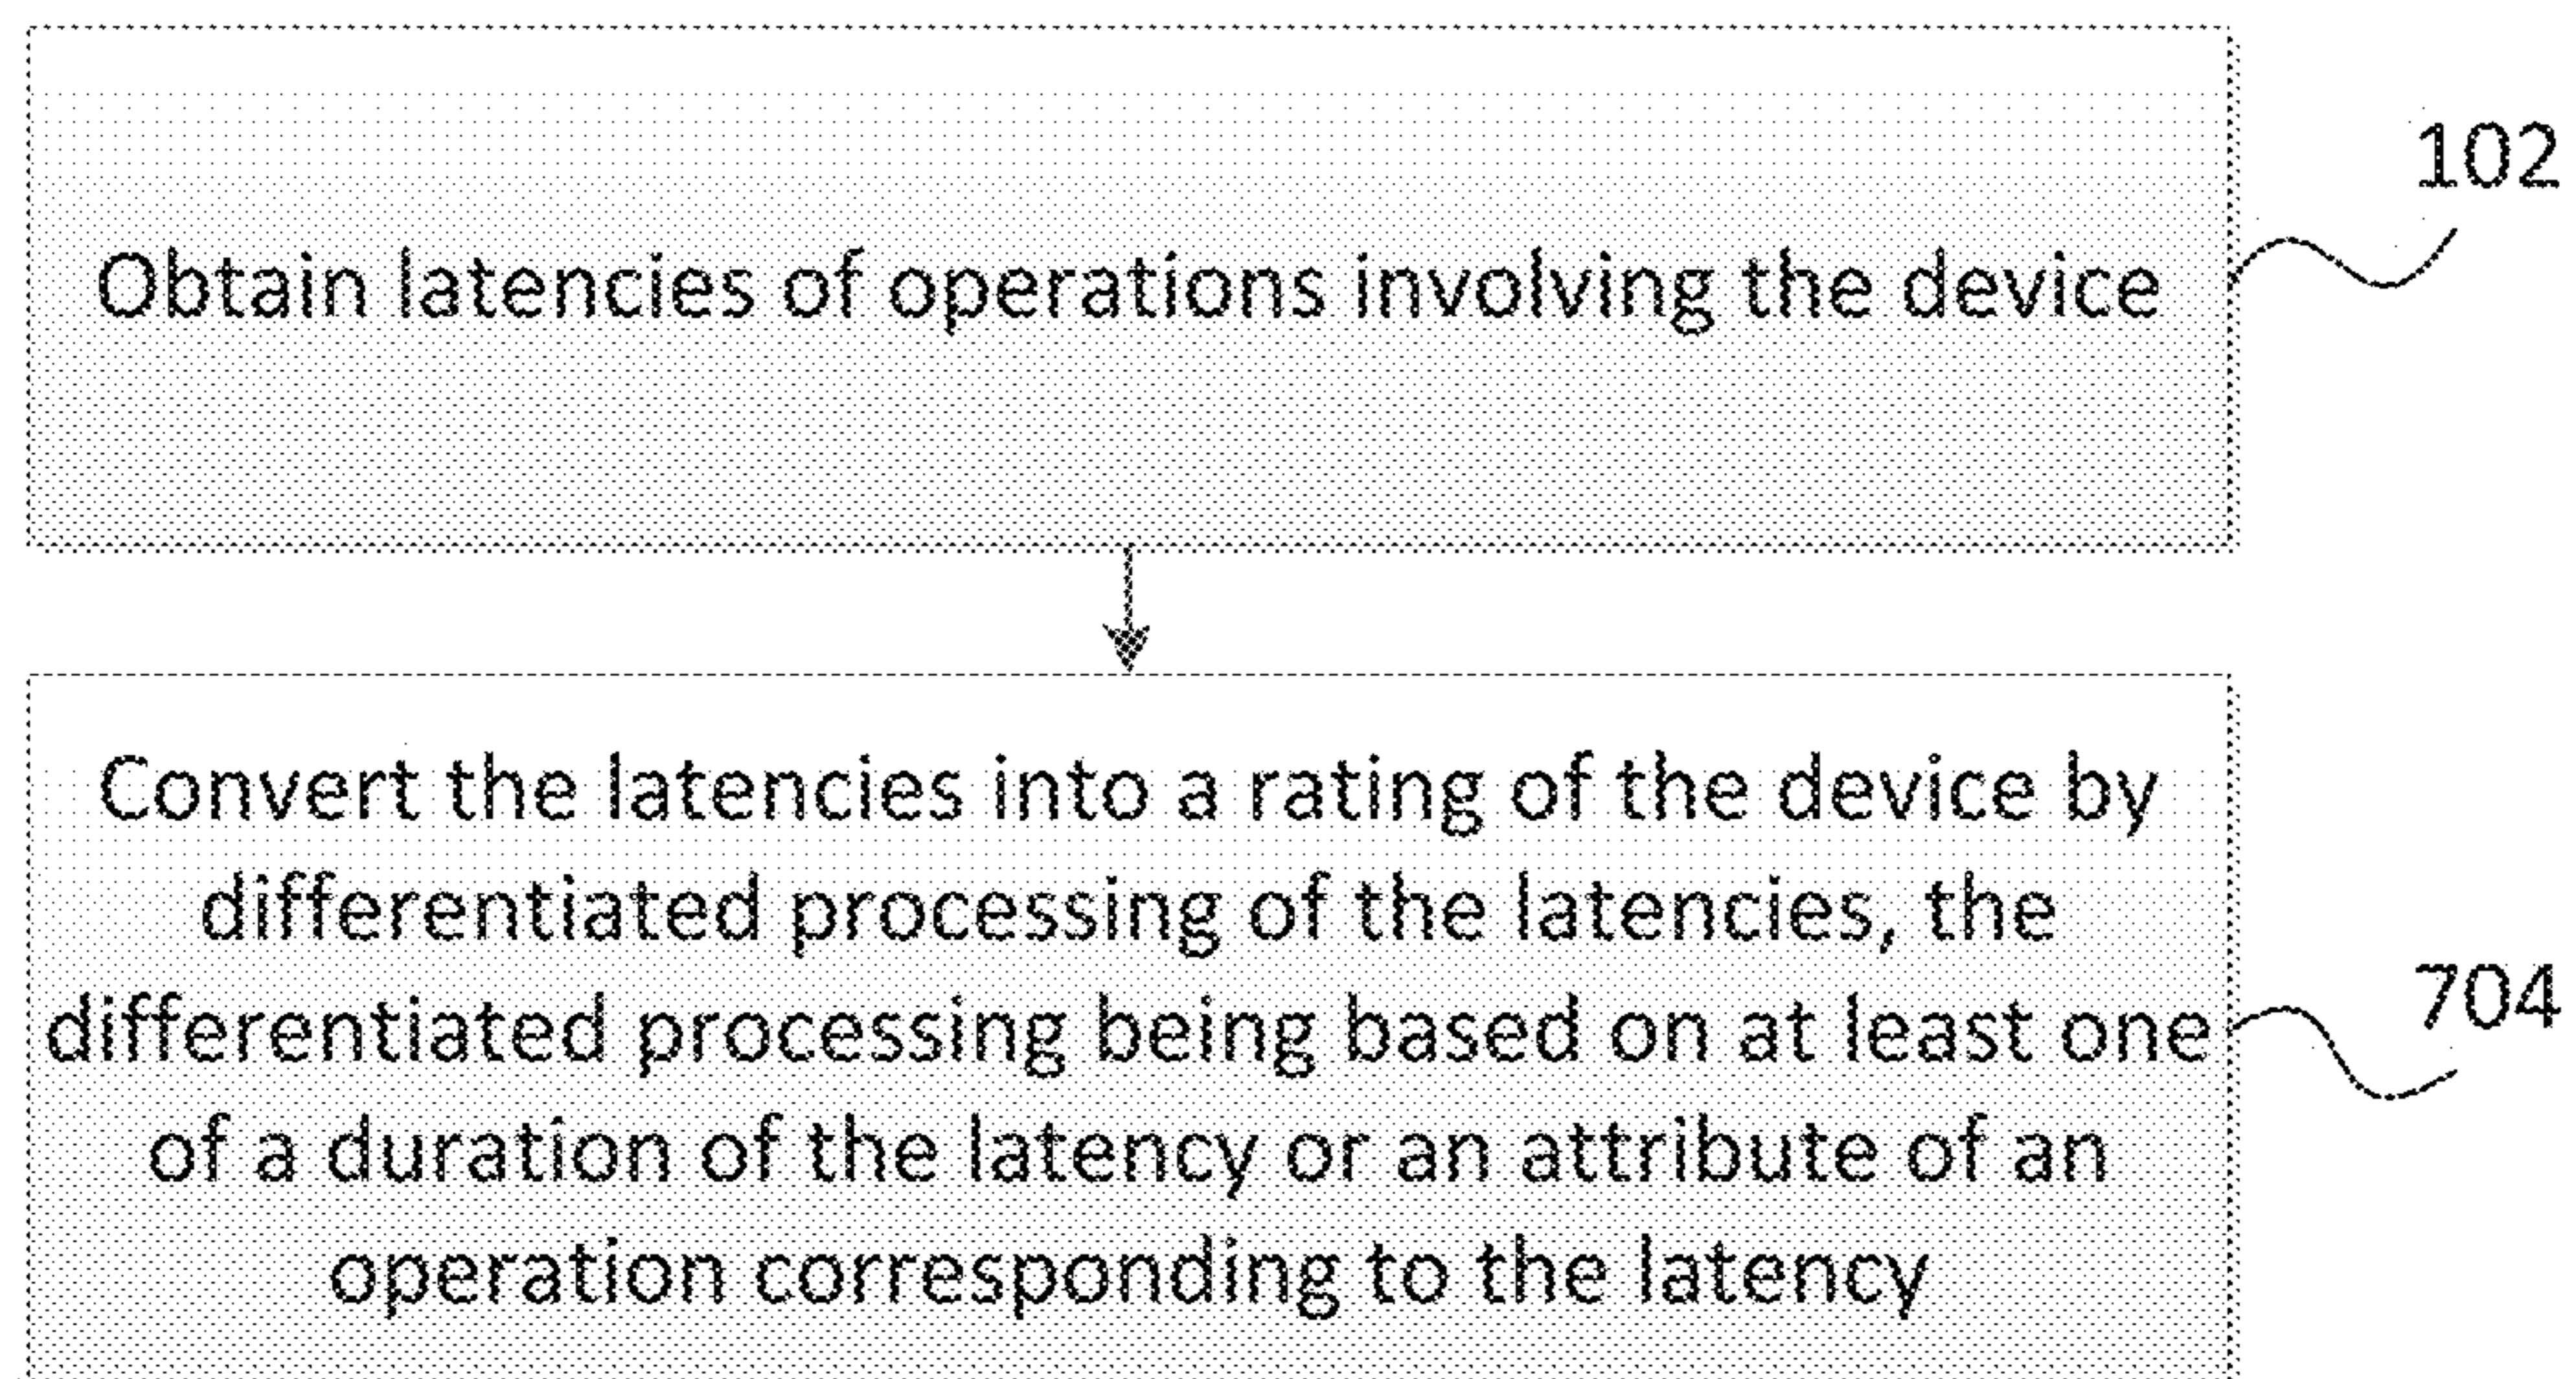 102
Obtain latencies of operations involving the device
Convert the latencies into a rating of the device by
differentiated processing of the latencies, the
differentiated processing being based on at least one
of a duration of the latency or an attribute of an
operation corresponding to the latency
704